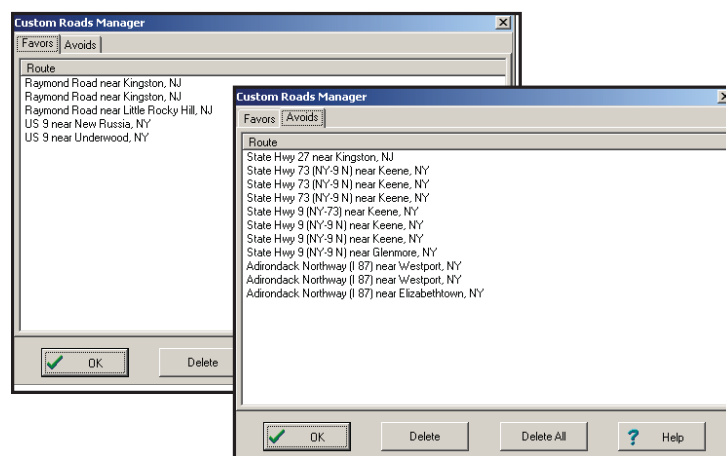 Custom Roads Manager
Favors Avoids
Route
Raymond Road near Kingston, NJ
Raymond Road near Kingston, NJ
Raymond Road near Little Rocky Hill, NJ
US 9 near New Russia, NY
US 9 near Underwood, NY
OK Delete
Custom Roads Manager
Favors Avoids
Route
State Hwy 27 near Kingston, NJ
State Hwy 73 (NY-9 N) near Keene, NY
State Hwy 73 (NY-9 N) near Keene, NY
State Hwy 73 (NY-9 N) near Keene, NY
State Hwy 9 (NY-73) near Keene, NY
State Hwy 9 (NY-9 N) near Keene, NY
State Hwy 9 (NY-9 N) near Keene, NY
State Hwy 9 (NY-9 N) near Glenmore, NY
Adirondack Northway (I 87) near Westport, NY
Adirondack Northway (I 87) near Westport, NY
Adirondack Northway (I 87) near Elizabethtown, NY
OK Delete Delete All ? Help